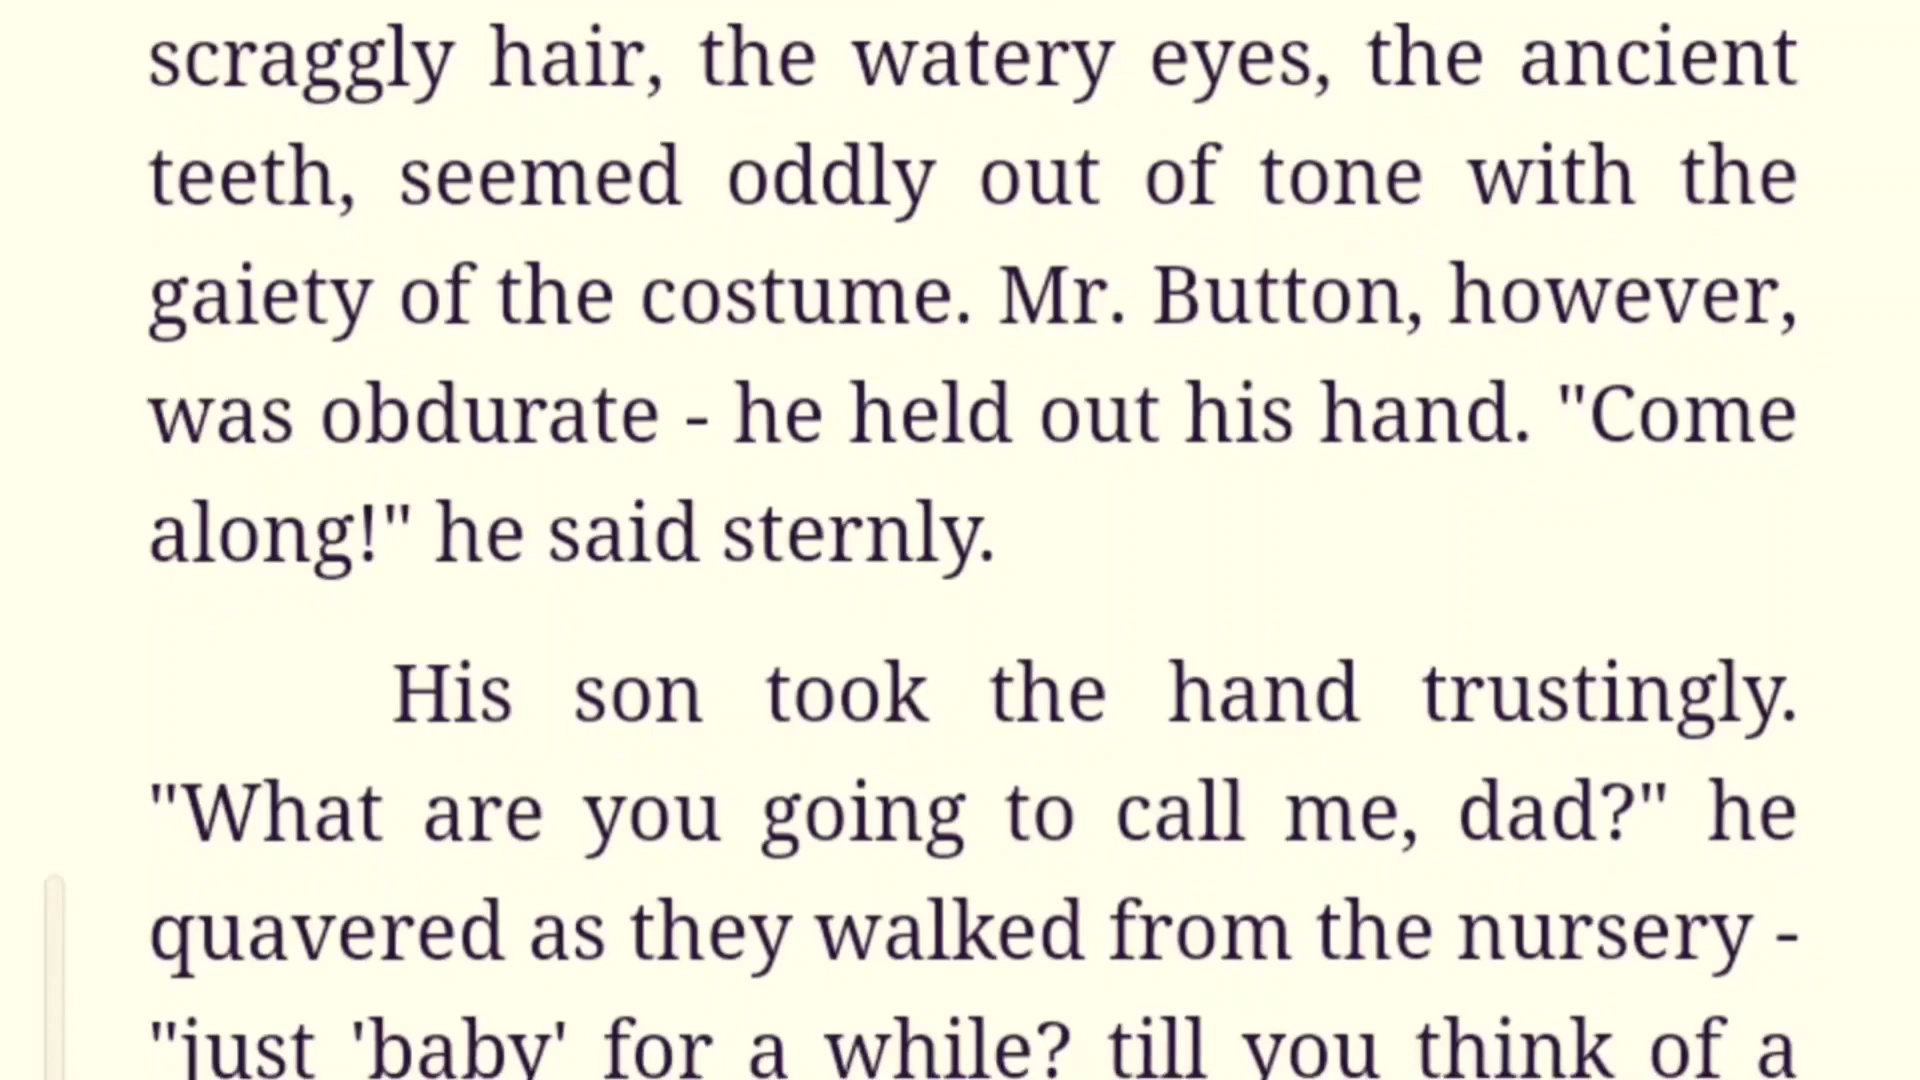 scraggly hair, the watery eyes, the ancient
teeth, seemed oddly out of tone with the
gaiety of the costume. Mr. Button, however,
was obdurate - he held out his hand. "Come
along!" he said sternly.
His son took the hand trustingly.
"What are you going to call me, dad?" he
quavered as they walked from the nursery -
"just 'baby' for a while? till you think of a